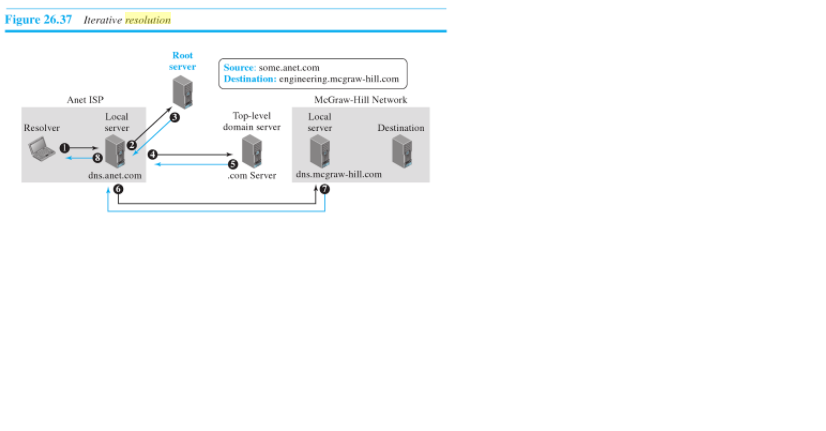 Figure 26.37 Iterative resolution
Root
server
Source: some.anet.com
Destination: engineering.mcgraw-hill.com
Anet ISP
McGraw-Hill Network
Resolver
Local
server
Top-level
domain server
Local
server
Destination
1
2
3
4
5
8
dns.anet.com
.com Server
dns.mcgraw-hill.com
6
7